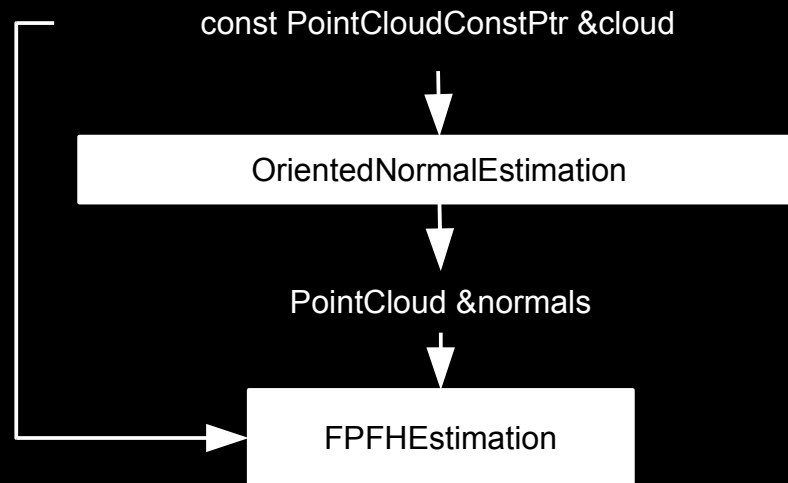 const PointCloudConstPtr &cloud
OrientedNormalEstimation
PointCloud &normals
FPFHEstimation